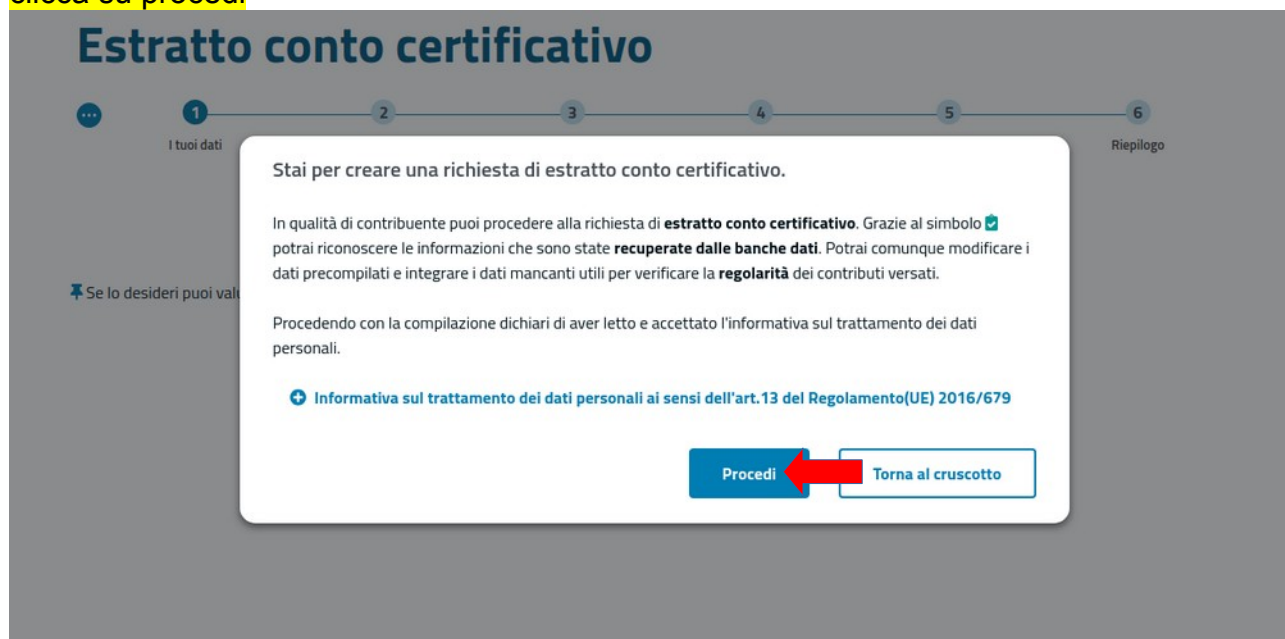 clicca su procedi
Estratto conto certificativo
1 2 3 4 5 6
I tuoi dati
Riepilogo
Stai per creare una richiesta di estratto conto certificativo.
In qualità di contribuente puoi procedere alla richiesta di estratto conto certificativo. Grazie al simbolo
potrai riconoscere le informazioni che sono state recuperate dalle banche dati. Potrai comunque modificare i
dati precompilati e integrare i dati mancanti utili per verificare la regolarità dei contributi versati.
Se lo desideri puoi
Procedendo con la compilazione dichiari di aver letto e accettato l'informativa sul trattamento dei dati
personali.
Informativa sul trattamento dei dati personali ai sensi dell'art.13 del Regolamento(UE) 2016/679
Procedi
Torna al cruscotto